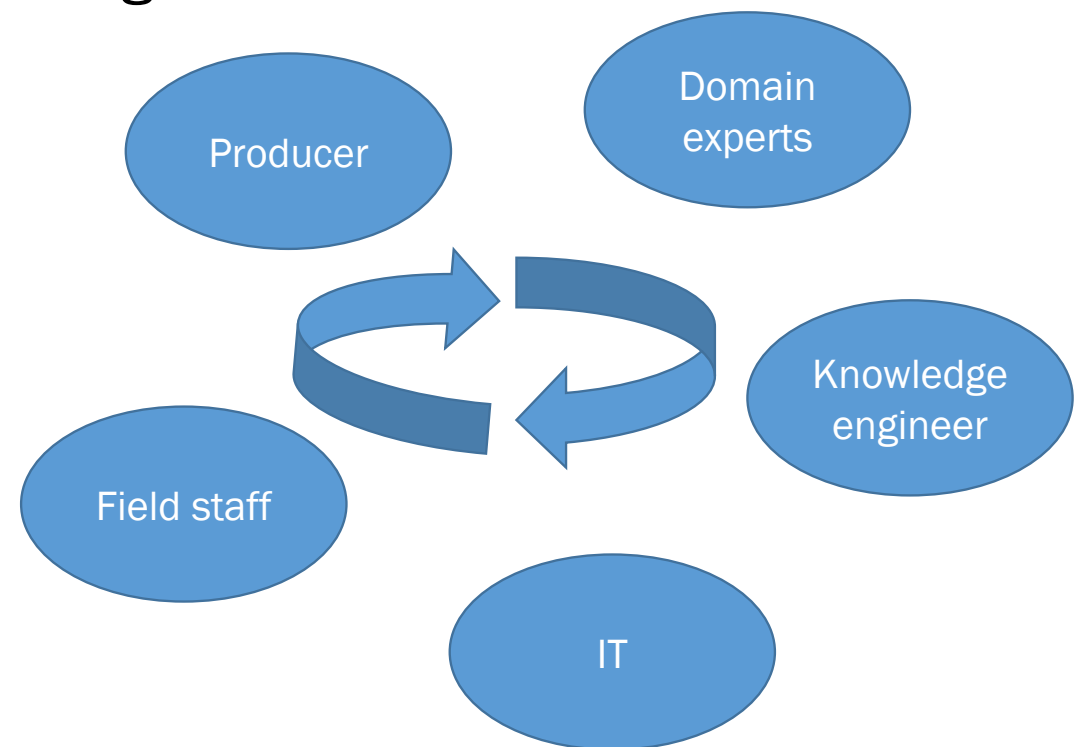 Producer
Domain
experts
Knowledge
engineer
Field staff
IT